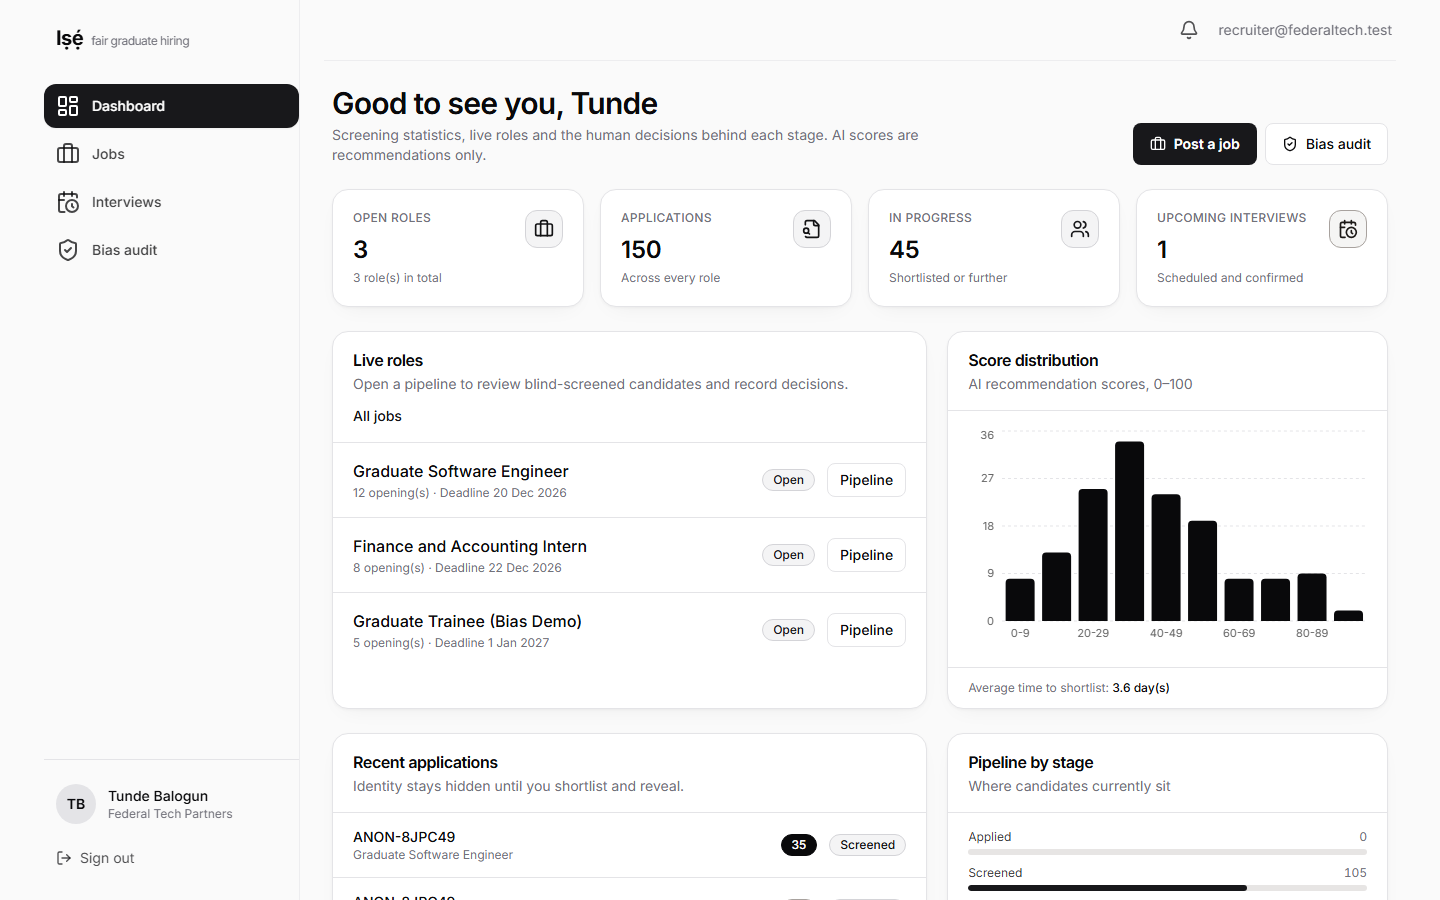 Iṣẹ́ fair graduate hiring
recruiter@federaltech.test
Dashboard
Jobs
Interviews
Bias audit
Good to see you, Tunde
Screening statistics, live roles and the human decisions behind each stage. AI scores are
recommendations only.
Post a job
Bias audit
OPEN ROLES
3
3 role(s) in total
APPLICATIONS
150
Across every role
IN PROGRESS
45
Shortlisted or further
UPCOMING INTERVIEWS
1
Scheduled and confirmed
Live roles
Open a pipeline to review blind-screened candidates and record decisions.
All jobs
Graduate Software Engineer
12 opening(s) · Deadline 20 Dec 2026
Open
Pipeline
Finance and Accounting Intern
8 opening(s) · Deadline 22 Dec 2026
Open
Pipeline
Graduate Trainee (Bias Demo)
5 opening(s) · Deadline 1 Jan 2027
Open
Pipeline
Score distribution
AI recommendation scores, 0–100
36
27
18
9
0
0-9 20-29 40-49 60-69 80-89
Average time to shortlist: 3.6 day(s)
Recent applications
Identity stays hidden until you shortlist and reveal.
ANON-8JPC49
Graduate Software Engineer
35
Screened
Pipeline by stage
Where candidates currently sit
Applied 0
Screened 105
TB
Tunde Balogun
Federal Tech Partners
Sign out